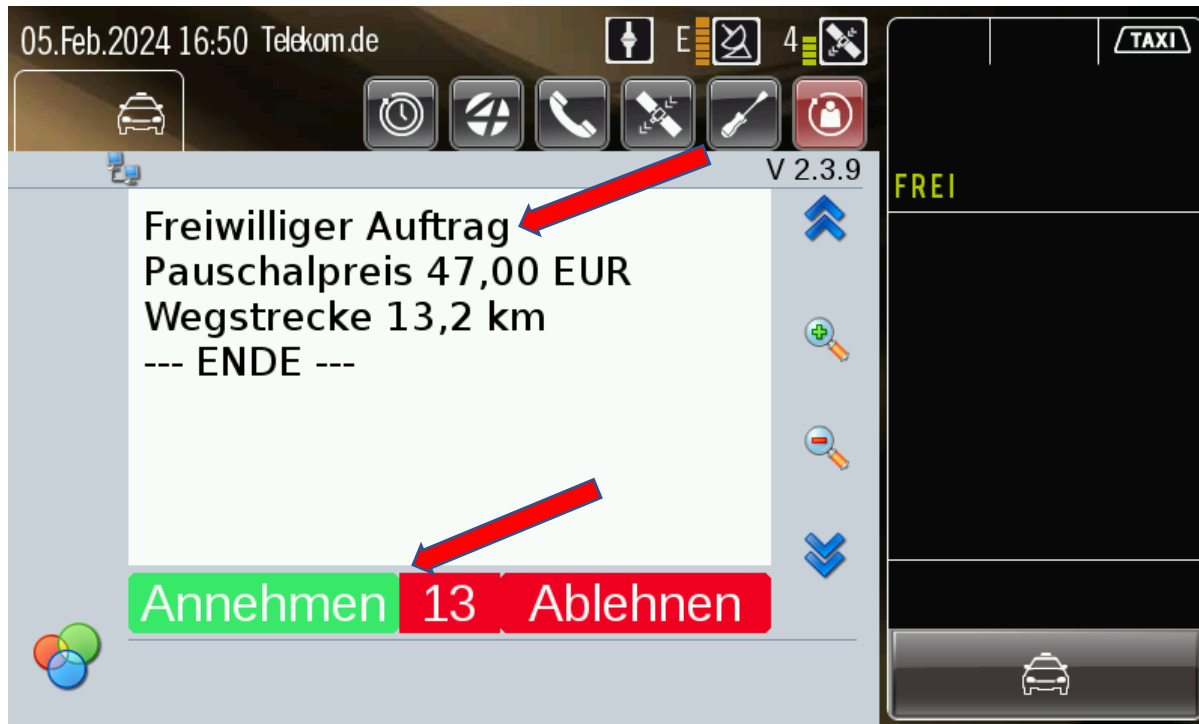 05.Feb.2024 16:50 Telekom.de
E
4
TAXI
V 2.3.9
FREI
Freiwilliger Auftrag
Pauschalpreis 47,00 EUR
Wegstrecke 13,2 km
--- ENDE ---
Annehmen 13 Ablehnen